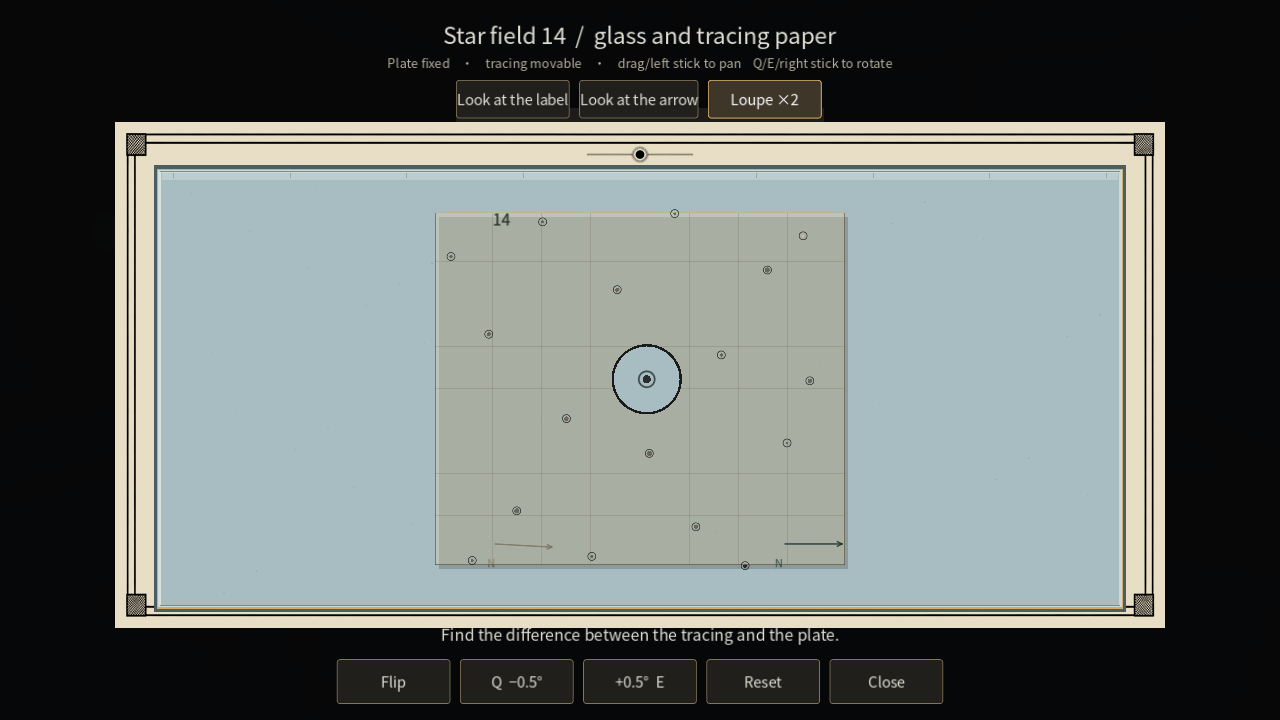 Star field 14 / glass and tracing paper
Plate fixed • tracing movable • drag/left stick to pan Q/E/right stick to rotate
Look at the label Look at the arrow Loupe ×2
14
N N
Find the difference between the tracing and the plate.
Flip Q −0.5° +0.5° E Reset Close